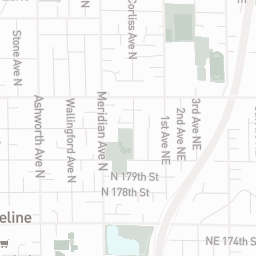 Stone Ave N
Corliss Ave N
Ashworth Ave N
Wallingford Ave N
Meridian Ave N
1st Ave NE
2nd Ave NE
3rd Ave NE
N 179th St
N 178th St
eline
NE 174th St